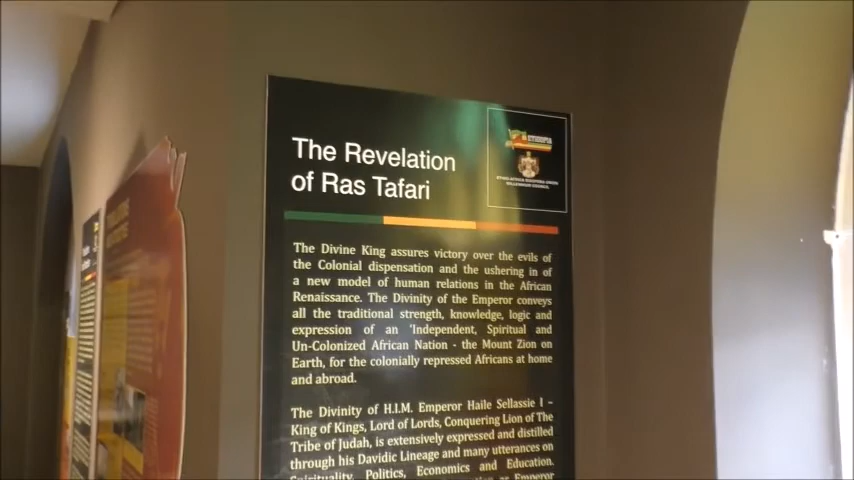 The Revelation
of Ras Tafari
ETHIOPIA
The Divine King assures victory over the evils of
the Colonial dispensation and the ushering in of
a new model of human relations in the African
Renaissance. The Divinity of the Emperor conveys
all the traditional strength, knowledge, logic and
expression of an 'Independent, Spiritual and
Un-Colonized African Nation - the Mount Zion on
Earth, for the colonially repressed Africans at home
and abroad.
The Divinity of H.I.M. Emperor Haile Sellassie I –
King of Kings, Lord of Lords, Conquering Lion of The
Tribe of Judah, is extensively expressed and distilled
through his Davidic Lineage and many utterances on
Spirituality, Politics, Economics and Education.
as Emperor